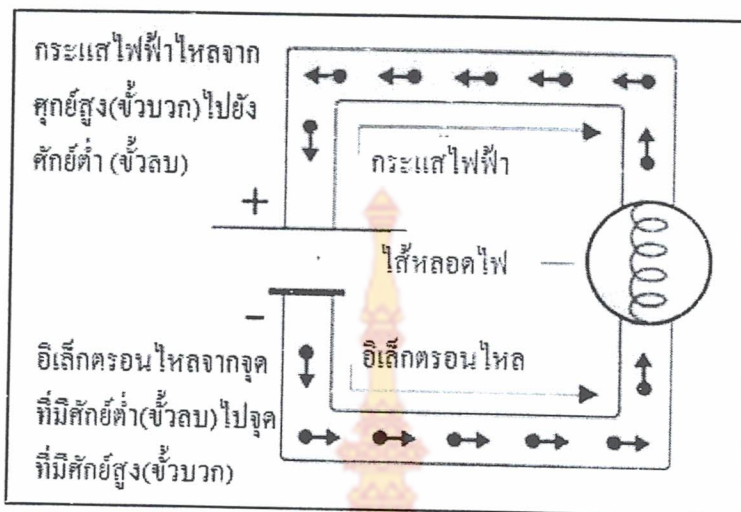 กระแสไฟฟ้าไหลจาก
ศุกย์สูง(ขั้วบวก)ไปยัง
ศักย์ต่ำ (ขั้วลบ)
+
กระแสไฟฟ้า
ไส้หลอดไฟ
-
อิเล็กตรอนไหลจากจุด
ที่มีศักย์ต่ำ(ขั้วลบ)ไปจุด
ที่มีศักย์สูง(ขั้วบวก)
อิเล็กตรอนไหล